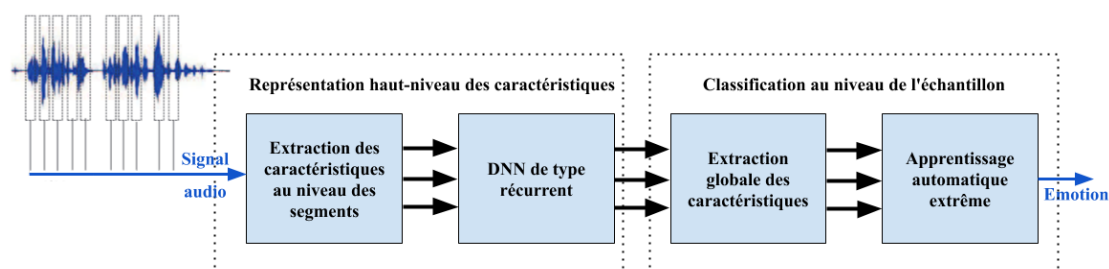 Représentation haut-niveau des caractéristiques
Classification au niveau de l'échantillon
Signal
audio
Extraction des
caractéristiques
au niveau des
segments
DNN de type
récurrent
Extraction
globale des
caractéristiques
Apprentissage
automatique
extrême
Emotion